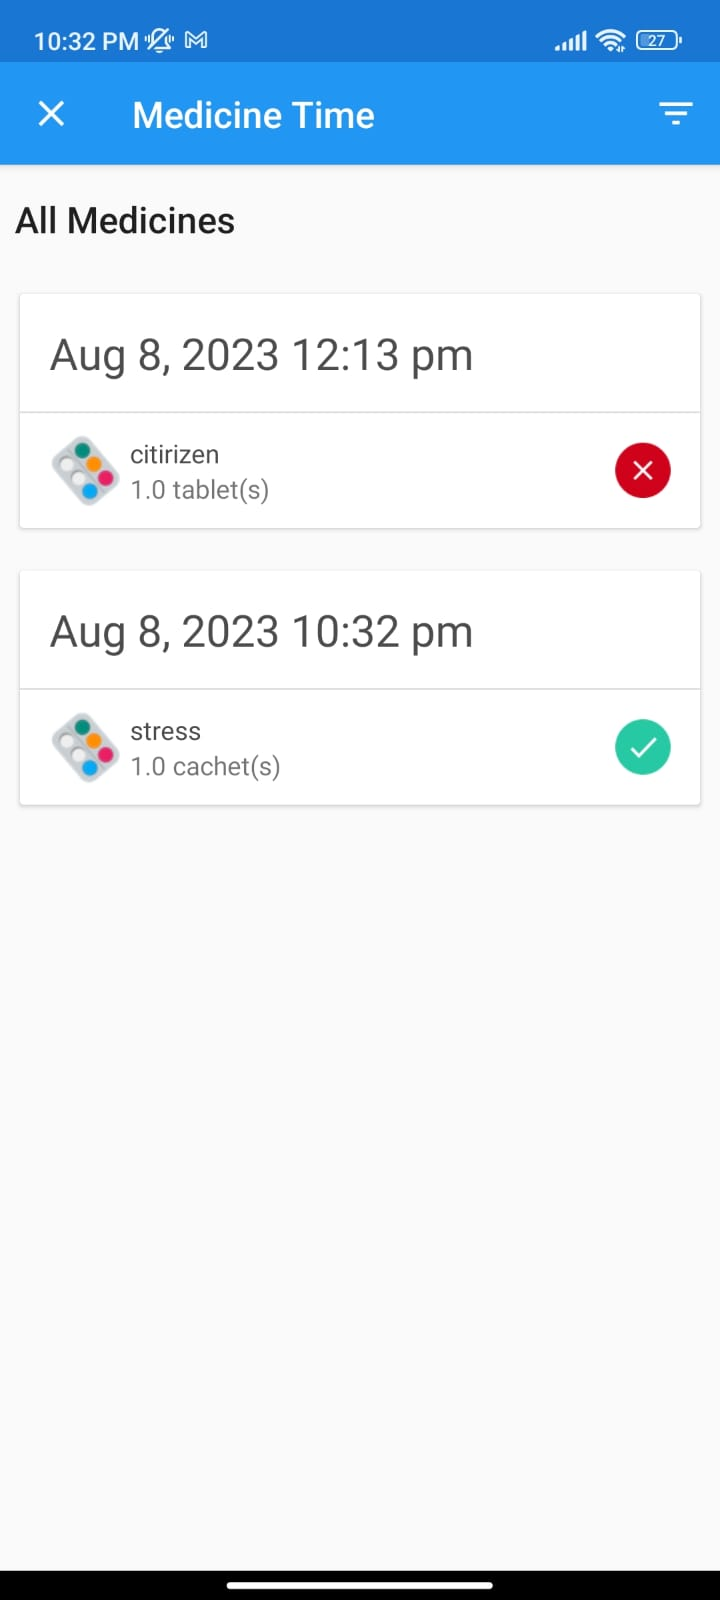 10:32 PM
27
Medicine Time
All Medicines
Aug 8, 2023 12:13 pm
citirizen
1.0 tablet(s)
Aug 8, 2023 10:32 pm
stress
1.0 cachet(s)